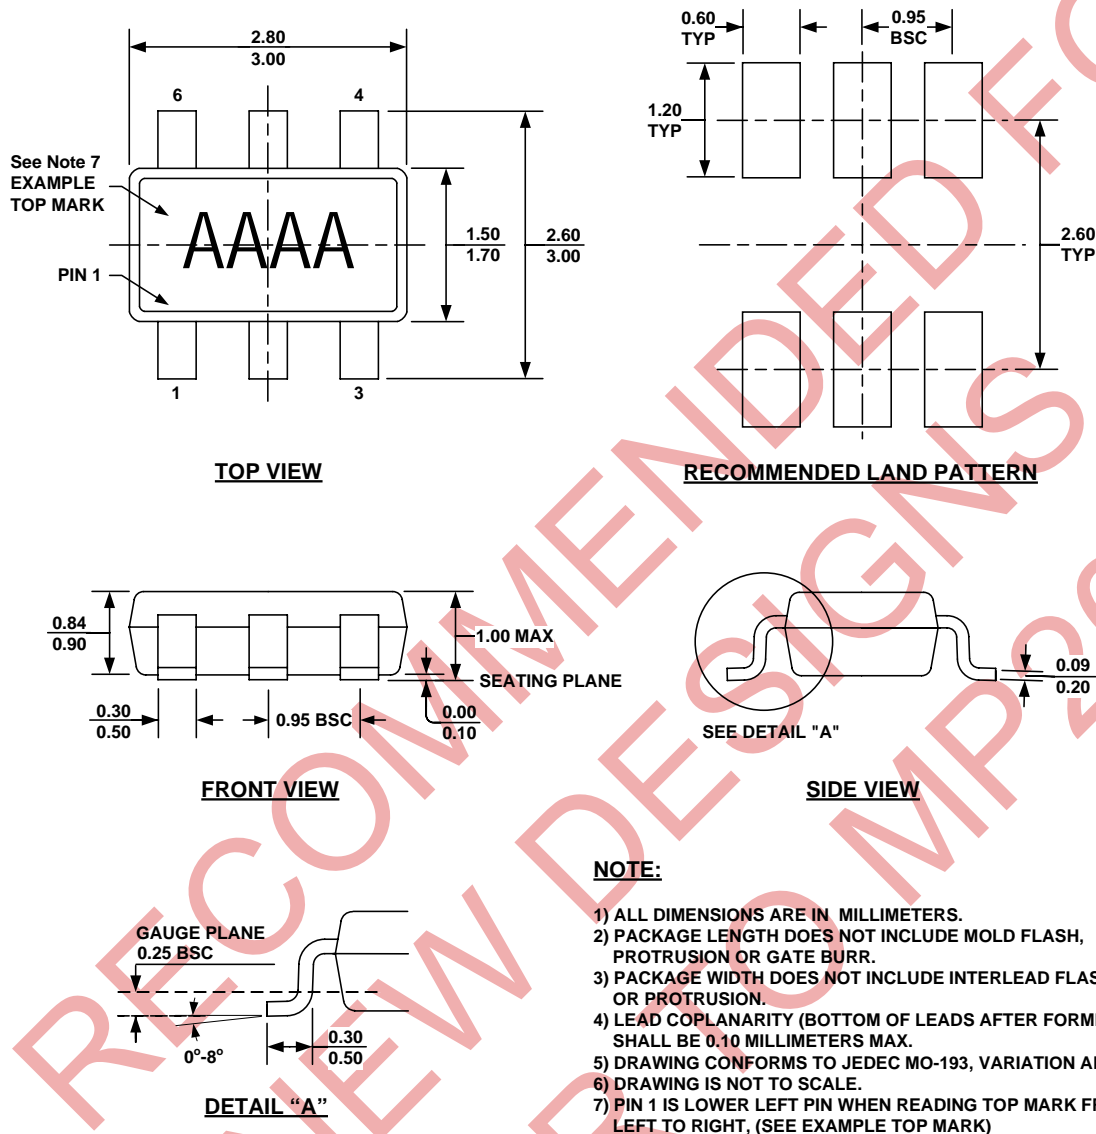 2.80
3.00
6
4
See Note 7
EXAMPLE
TOP MARK
AAAA
1.50
1.70
2.60
3.00
PIN 1
1
3
TOP VIEW
0.60
TYP
0.95
BSC
1.20
TYP
2.60
TYP
RECOMMENDED LAND PATTERN
0.84
0.90
1.00 MAX
SEATING PLANE
0.30
0.50
0.95 BSC
0.00
0.10
FRONT VIEW
0.09
0.20
SEE DETAIL "A"
SIDE VIEW
GAUGE PLANE
0.25 BSC
0°-8°
0.30
0.50
DETAIL “A”
NOTE:
1) ALL DIMENSIONS ARE IN MILLIMETERS.
2) PACKAGE LENGTH DOES NOT INCLUDE MOLD FLASH,
PROTRUSION OR GATE BURR.
3) PACKAGE WIDTH DOES NOT INCLUDE INTERLEAD
OR PROTRUSION.
4) LEAD COPLANARITY (BOTTOM OF LEADS AFTER
SHALL BE 0.10 MILLIMETERS MAX.
5) DRAWING CONFORMS TO JEDEC MO-193, VARIATION
6) DRAWING IS NOT TO SCALE.
7) PIN 1 IS LOWER LEFT PIN WHEN READING TOP MARK
LEFT TO RIGHT, (SEE EXAMPLE TOP MARK)
RECOMMENDED
NEW DESIGNS
TO